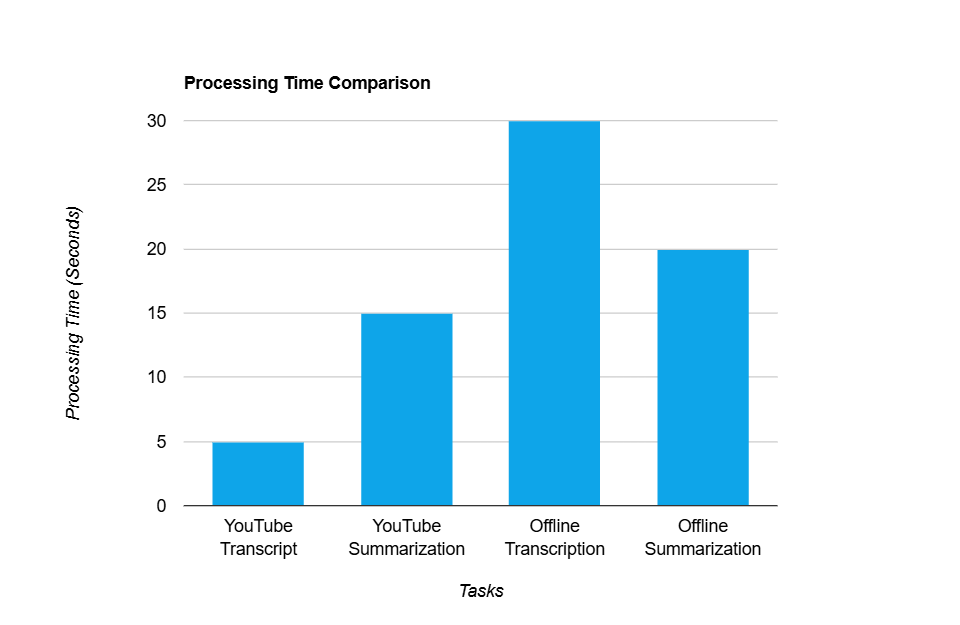 Processing Time Comparison
30
25
20
15
10
5
0
Processing Time (Seconds)
YouTube
Transcript
YouTube
Summarization
Offline
Transcription
Offline
Summarization
Tasks